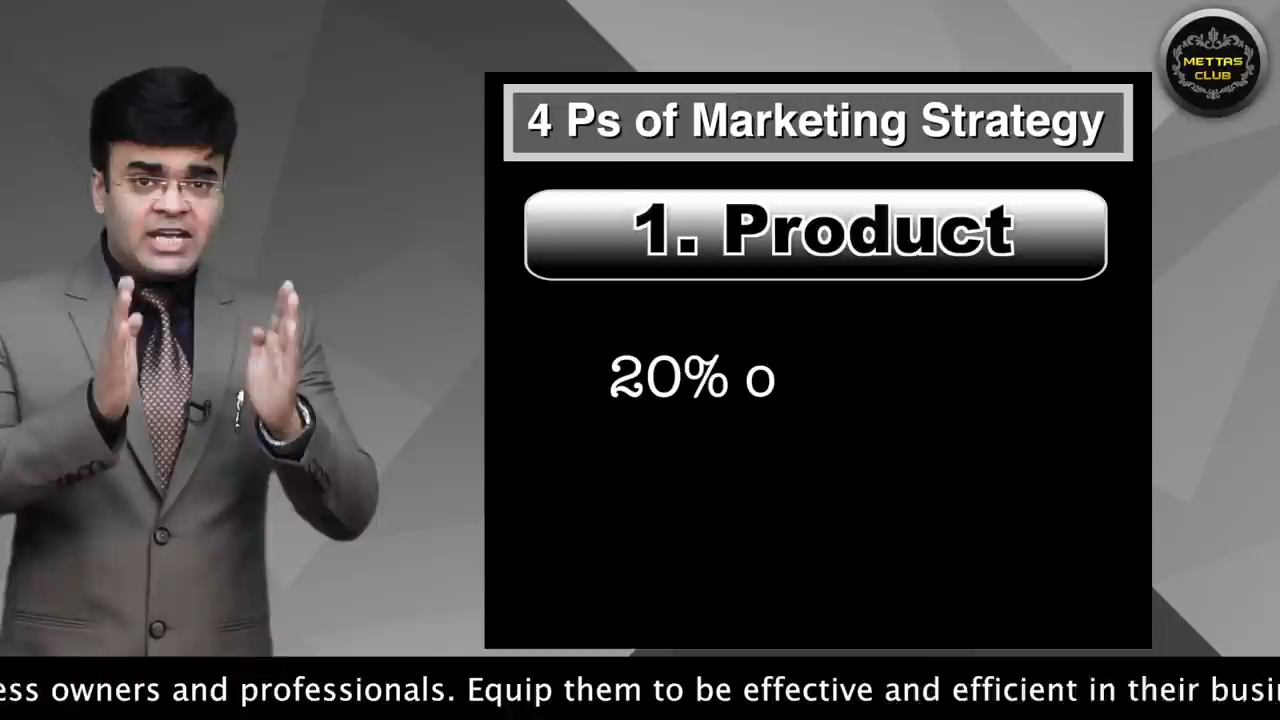 METTAS
CLUB
4 Ps of Marketing Strategy
1. Product
20% o
ess owners and professionals. Equip them to be effective and efficient in their busi